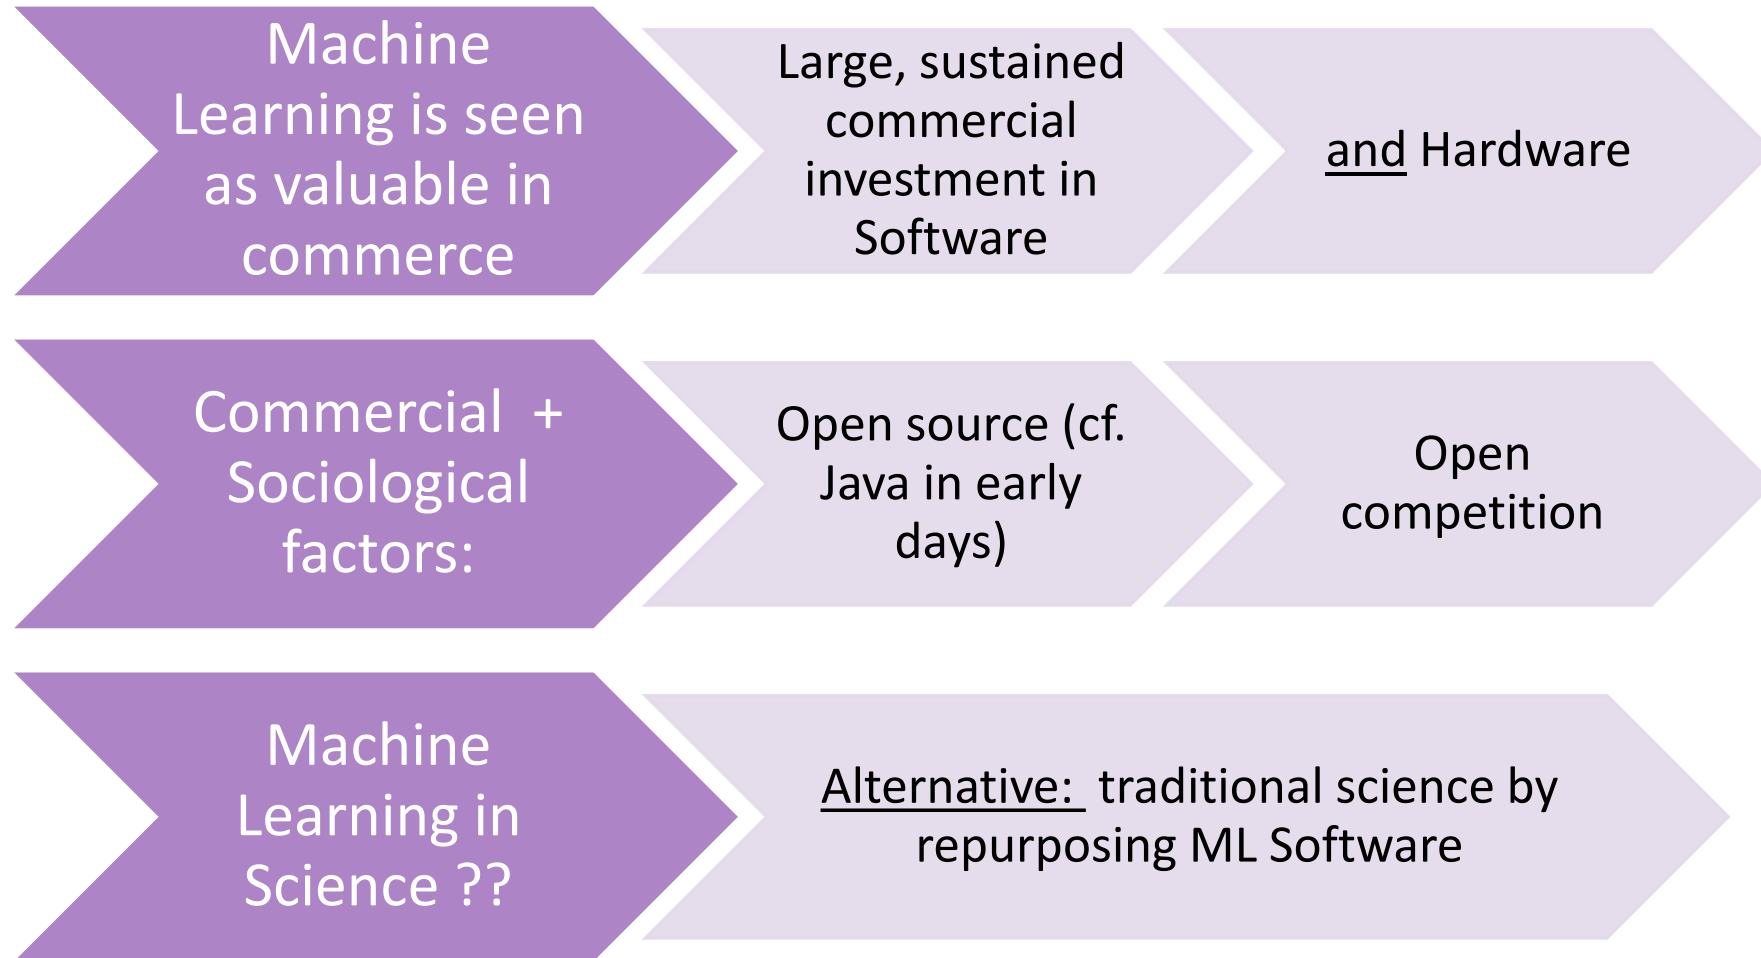 Machine
Learning is seen
as valuable in
commerce
Large, sustained
commercial
investment in
Software
and Hardware
Commercial  +
Sociological
factors:
Open source (cf.
Java in early
days)
Open
competition
Machine
Learning in
Science ??
Alternative:  traditional science by
repurposing ML Software